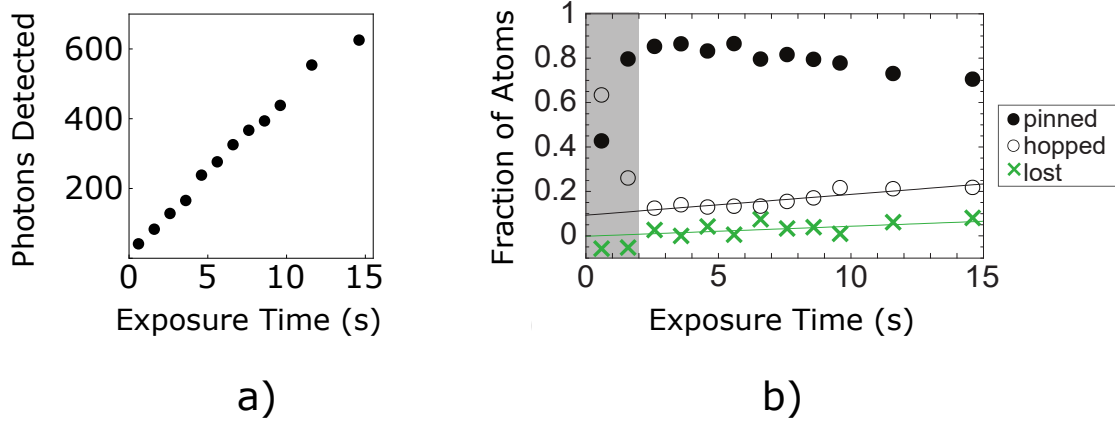 Photons Detected
600
400
200
0 5 10 15
Exposure Time (s)
a)
Fraction of Atoms
1
0.8
0.6
0.4
0.2
0
0 5 10 15
Exposure Time (s)
pinned
hopped
lost
b)